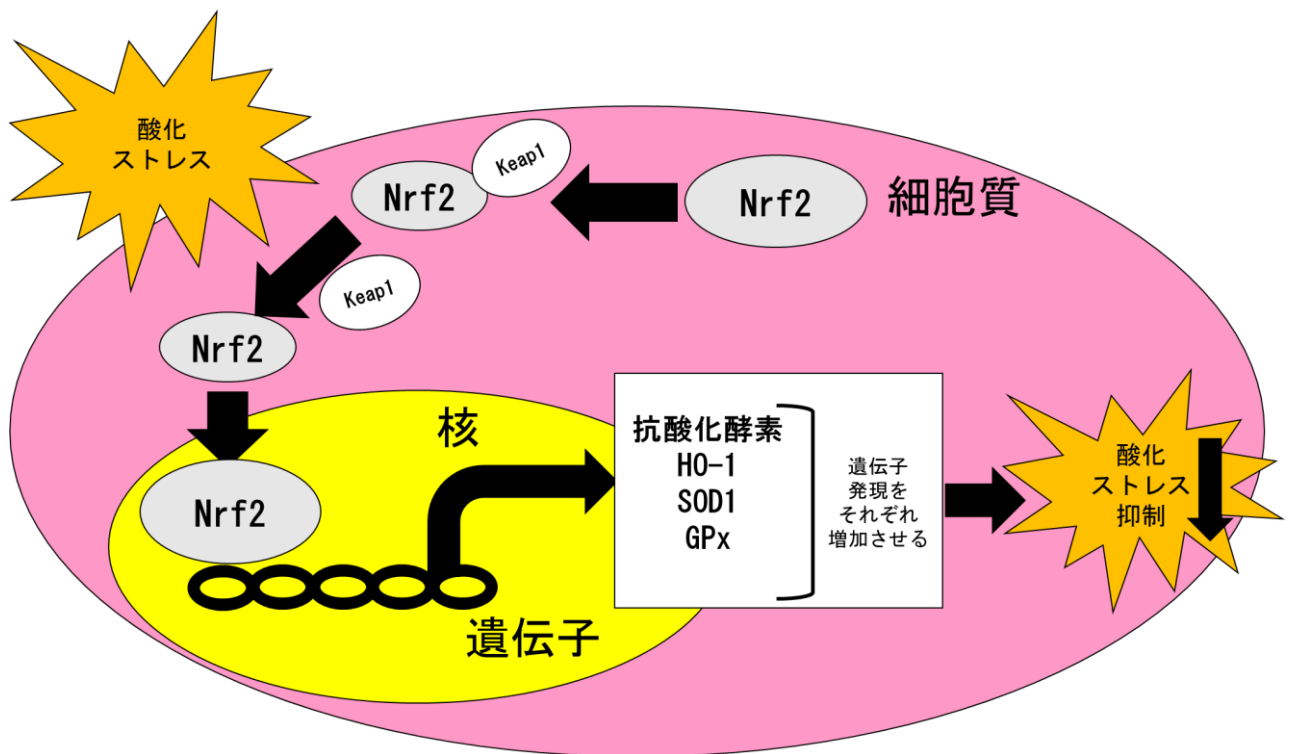 酸化
ストレス
Keap1
Nrf2
Nrf2
細胞質
Keap1
Nrf2
核
Nrf2
遺伝子
抗酸化酵素
HO-1
SOD1
GPx
遺伝子
発現を
それぞれ
増加させる
酸化
ストレス
抑制